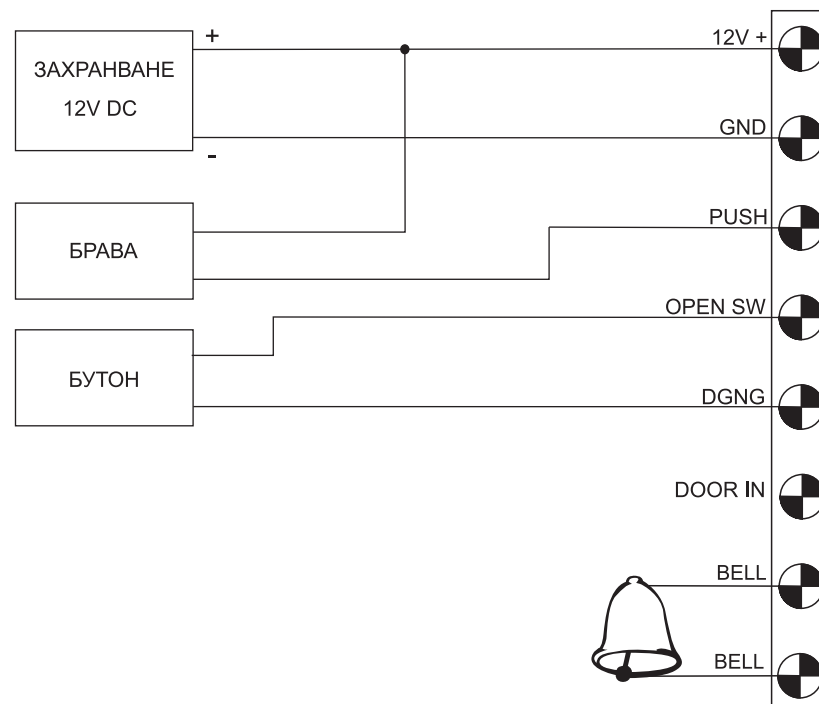 +
12V +
ЗАХРАНВАНЕ
12V DC
GND
-
PUSH
БРАВА
OPEN SW
БУТОН
DGNG
DOOR IN
BELL
BELL